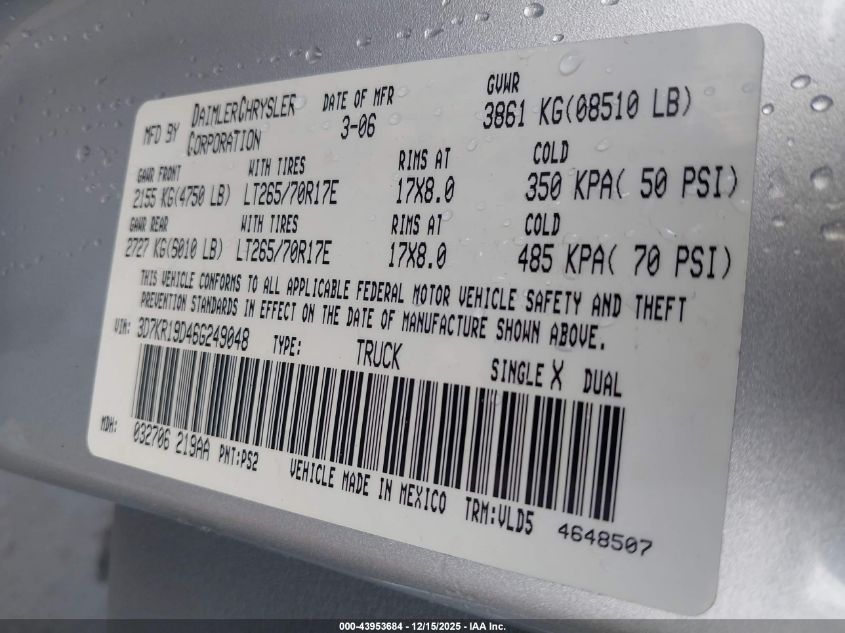 MFD BY DAIMLERCHRYSLER CORPORATION
DATE OF MFR 3-06
GVWR 3861 KG(08510 LB)
GAWR FRONT WITH TIRES RIMS AT COLD
2155 KG(4750 LB) LT265/70R17E 17X8.0 350 KPA( 50 PSI)
GAWR REAR WITH TIRES RIMS AT COLD
2727 KG(6010 LB) LT265/70R17E 17X8.0 485 KPA( 70 PSI)
THIS VEHICLE CONFORMS TO ALL APPLICABLE FEDERAL MOTOR VEHICLE SAFETY AND THEFT
PREVENTION STANDARDS IN EFFECT ON THE DATE OF MANUFACTURE SHOWN ABOVE.
VIN: 3D7KR19D46G249048 TYPE: TRUCK SINGLE X DUAL
MDH: 032706 219AA PNT:PS2
VEHICLE MADE IN MEXICO TRM:VLD5 4648507
000-43953684 - 12/15/2025 - IAA Inc.